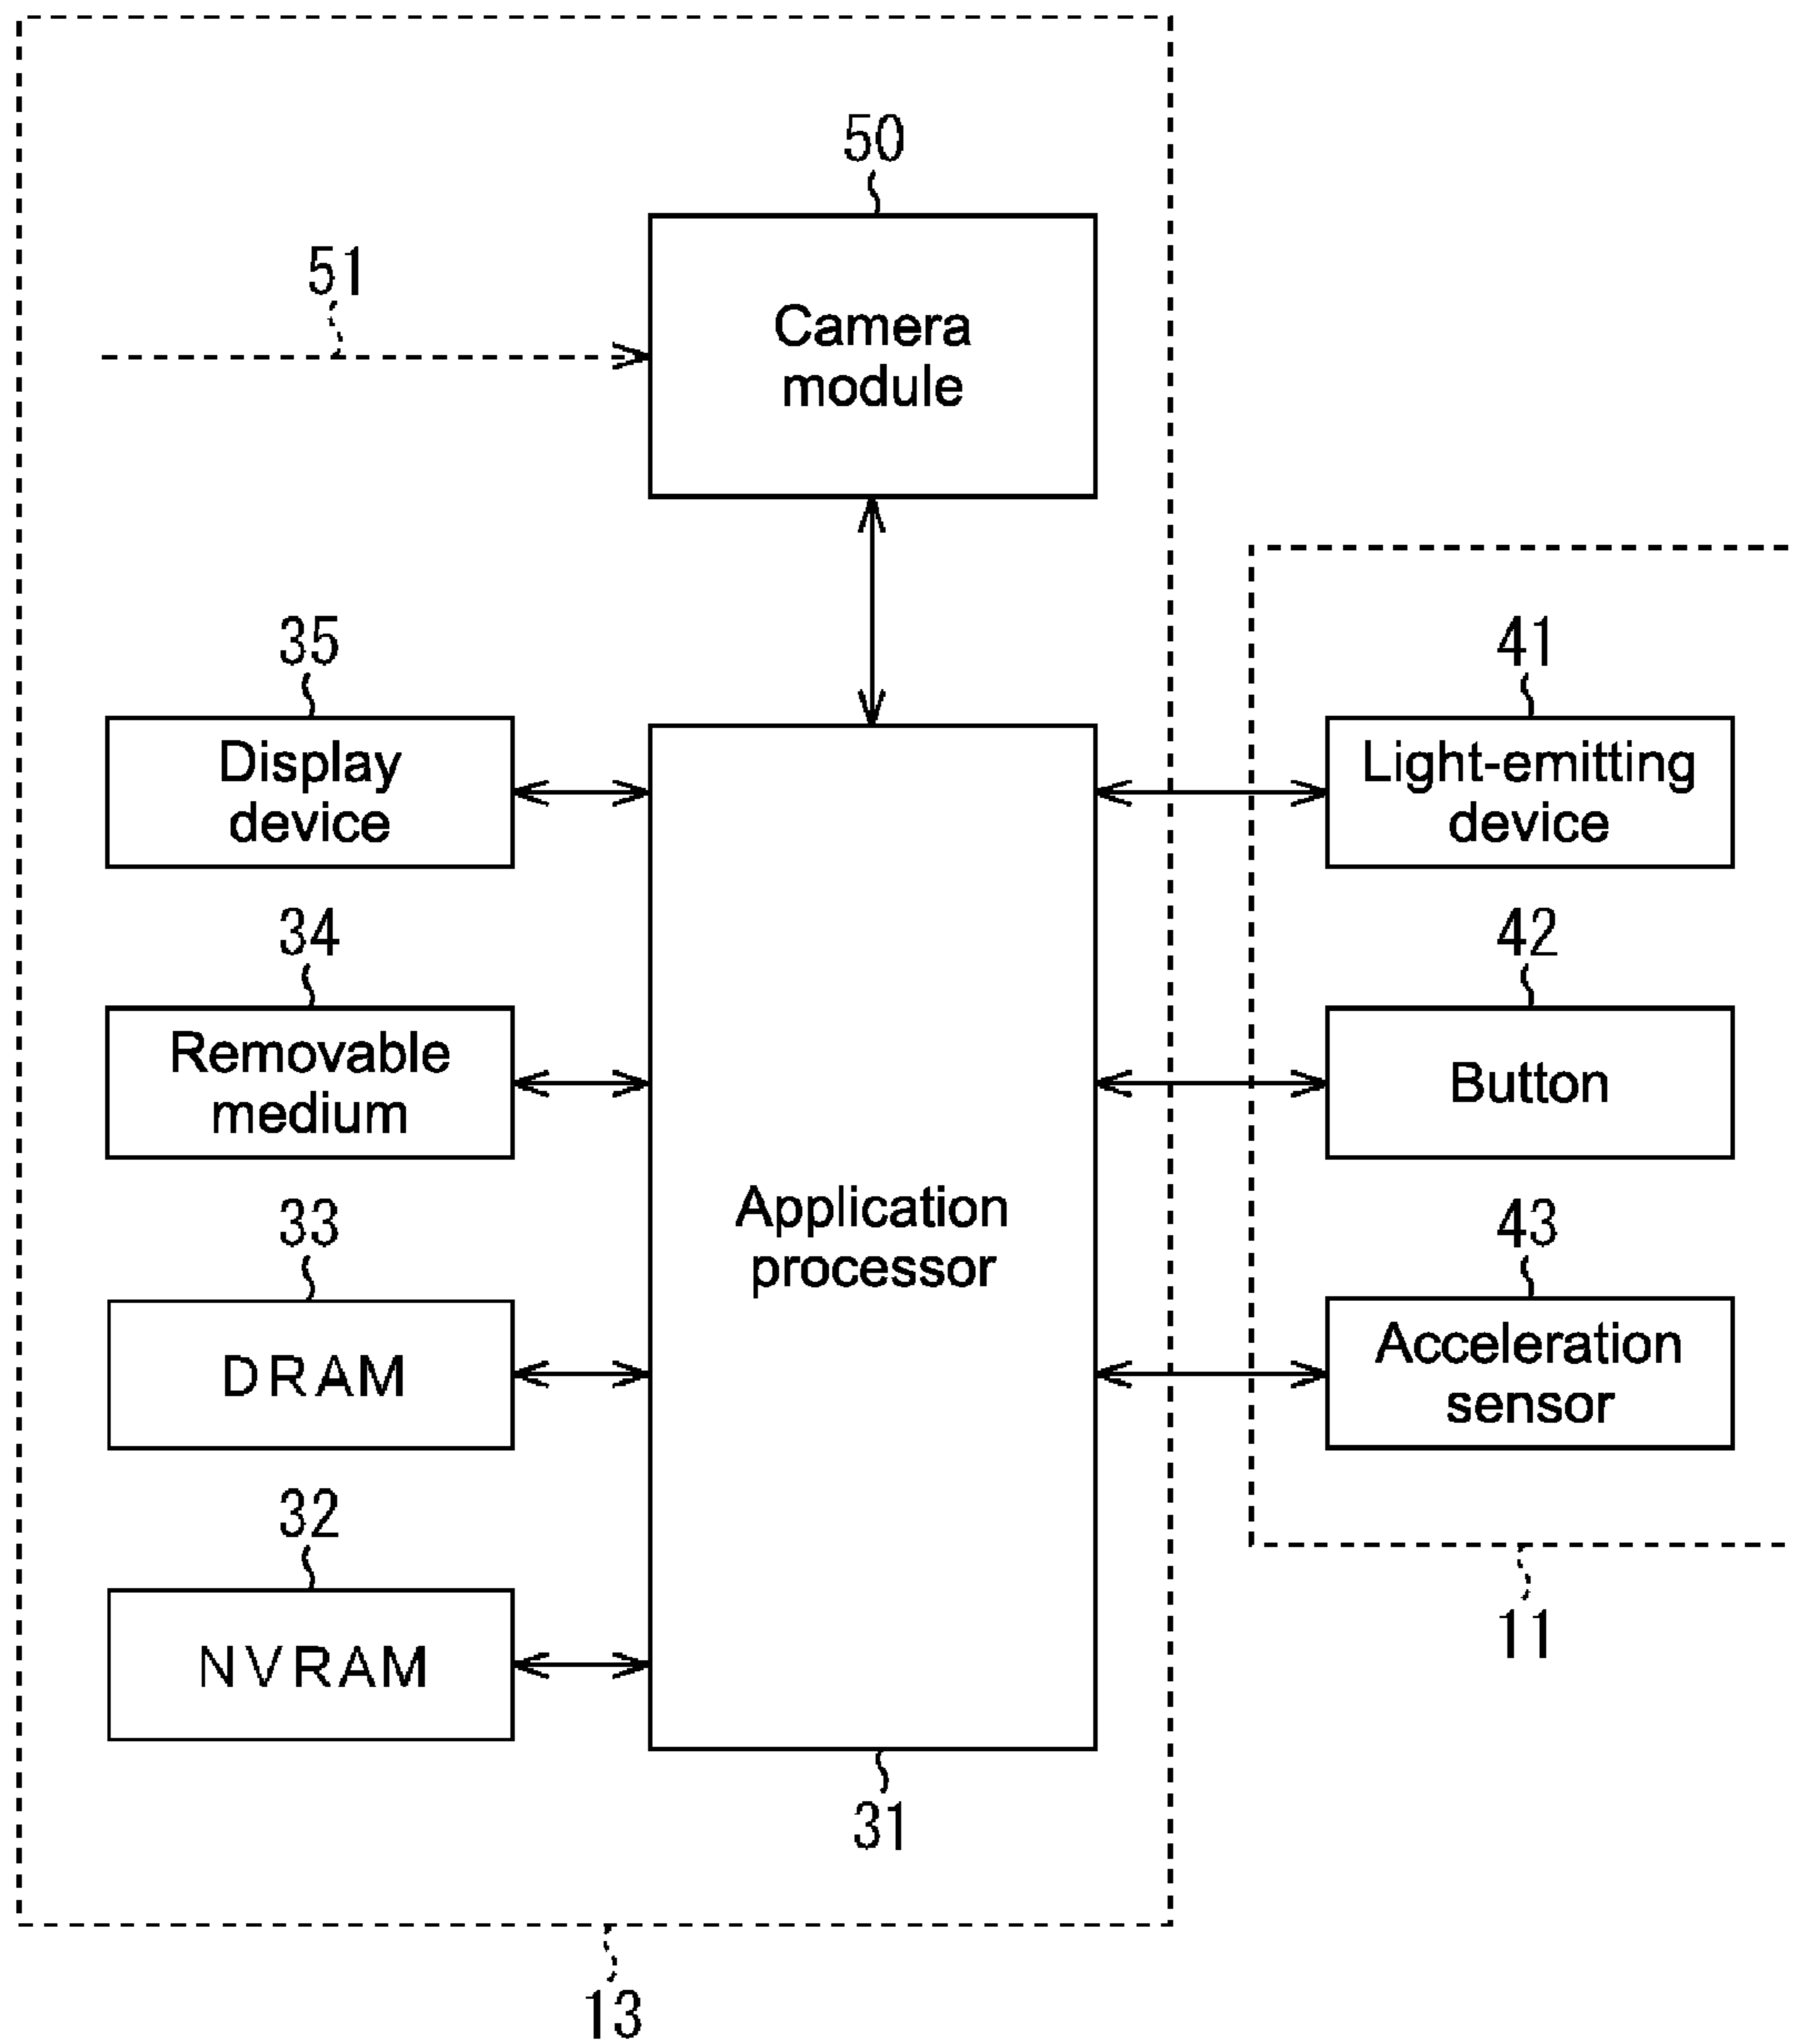 50
51
Camera
module
35
41
Display
device
Light-emitting
device
34
42
Removable
medium
Button
33
43
Application
processor
DRAM
Acceleration
sensor
32
NVRAM
11
31
13